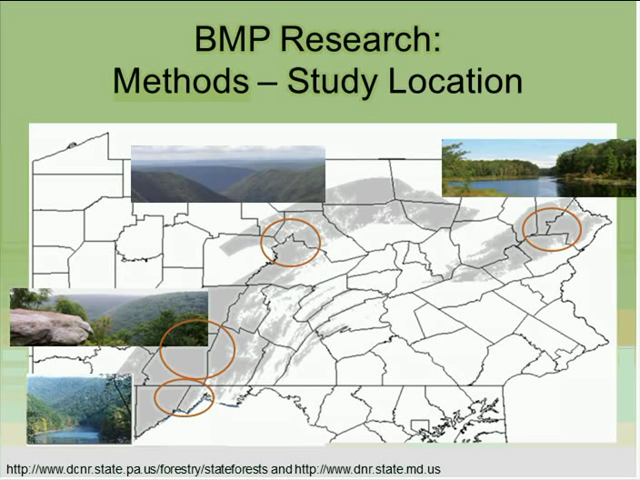 BMP Research:
Methods – Study Location
http://www.dcnr.state.pa.us/forestry/stateforests and http://www.dnr.state.md.us